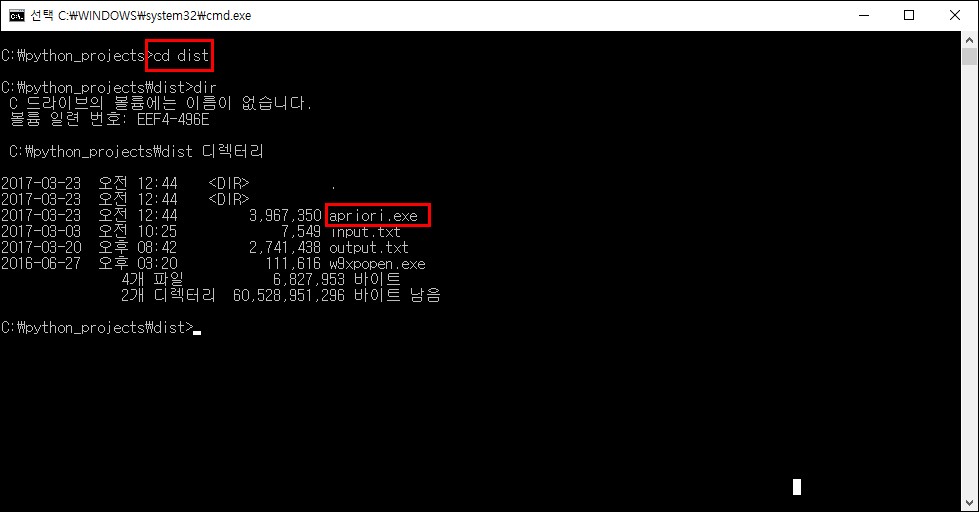 선택 C:₩WINDOWS₩system32₩cmd.exe
C:₩python_projects>cd dist
C:₩python_projects₩dist>dir
C 드라이브의 볼륨에는 이름이 없습니다.
볼륨 일련 번호: EEF4-496E
C:₩python_projects₩dist 디렉터리
2017-03-23 오전 12:44 <DIR> .
2017-03-23 오전 12:44 <DIR>
2017-03-23 오전 12:44 3,967,350 apriori.exe
2017-03-03 오전 10:25 7,549 input.txt
2017-03-20 오후 08:42 2,741,438 output.txt
2016-06-27 오후 03:20 111,616 w9xpopen.exe
4개 파일 6,827,953 바이트
2개 디렉터리 60,528,951,296 바이트 남음
C:₩python_projects₩dist>